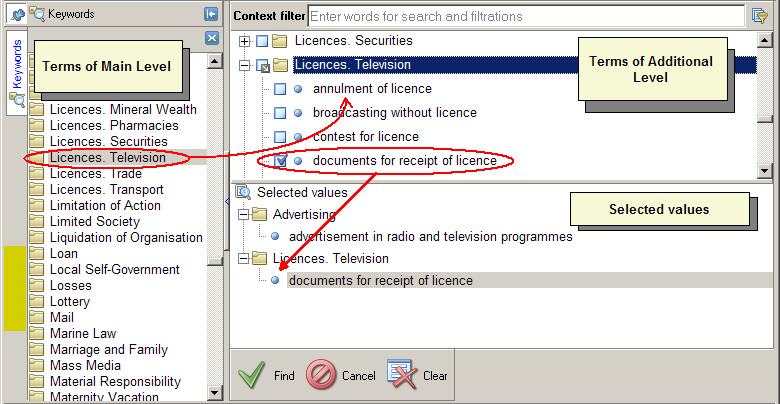 Keywords
Keywords
Terms of Main Level
Licences. Mineral Wealth
Licences. Pharmacies
Licences. Securities
Licences. Television
Licences. Trade
Licences. Transport
Limitation of Action
Limited Society
Liquidation of Organisation
Loan
Local Self-Government
Losses
Lottery
Mail
Marine Law
Marriage and Family
Mass Media
Material Responsibility
Maternity Vacation
Context filter
Enter words for search and filtrations
Licences. Securities
Licences. Television
annulment of licence
broadcasting without licence
contest for licence
documents for receipt of licence
Terms of Additional
Level
Selected values
Advertising
advertisement in radio and television programmes
Licences. Television
documents for receipt of licence
Selected values
Find
Cancel
Clear